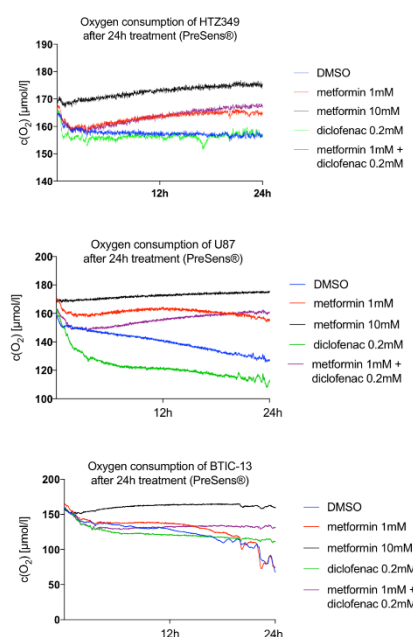 Oxygen consumption of HTZ349
after 24h treatment (PreSens®)
c(O₂) [µmol/l]
180
170
160
150
140
12h
24h
DMSO
metformin 1mM
metformin 10mM
diclofenac 0.2mM
metformin 1mM +
diclofenac 0.2mM
Oxygen consumption of U87
after 24h treatment (PreSens®)
c(O₂) [µmol/l]
200
180
160
140
120
100
12h
24h
DMSO
metformin 1mM
metformin 10mM
diclofenac 0.2mM
metformin 1mM +
diclofenac 0.2mM
Oxygen consumption of BTIC-13
after 24h treatment (PreSens®)
c(O₂) [µmol/l]
200
150
100
50
0
12h
24h
DMSO
metformin 1mM
metformin 10mM
diclofenac 0.2mM
metformin 1mM +
diclofenac 0.2mM